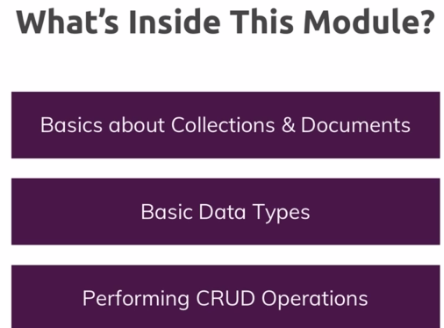 What's Inside This Module?
Basics about Collections & Documents
Basic Data Types
Performing CRUD Operations